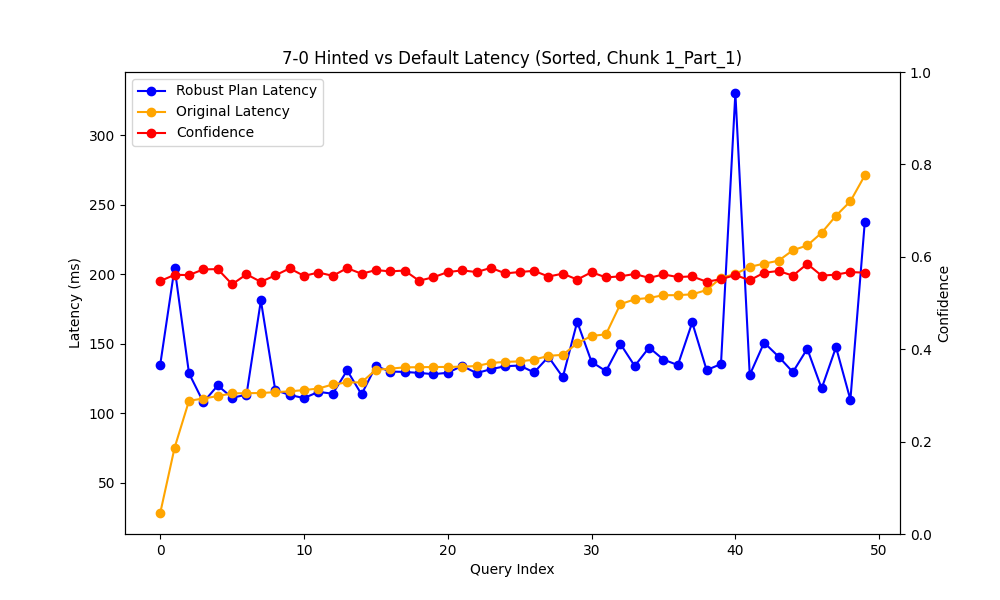 7-0 Hinted vs Default Latency (Sorted, Chunk 1_Part_1)
Robust Plan Latency
Original Latency
Confidence
Latency (ms)
300
250
200
150
100
50
1.0
0.8
0.6
0.4
0.2
0.0
Confidence
0 10 20 30 40 50
Query Index